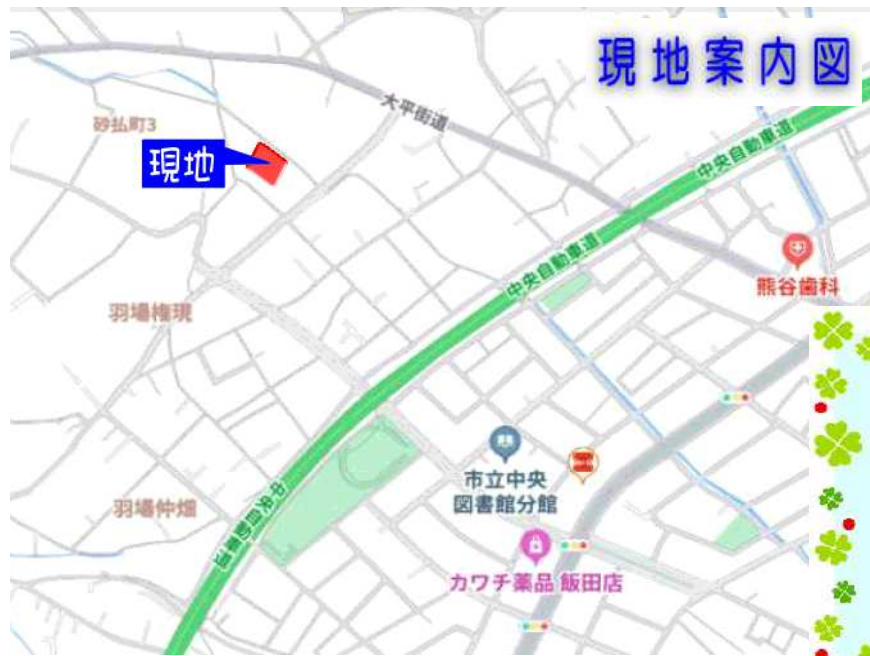 現地案内図
大平街道
砂払町3
現地
中央自動車道
中央自動車道
熊谷歯科
羽場権現
市立中央
図書館分館
羽場仲畑
中央自動車道
カワチ薬品 飯田店